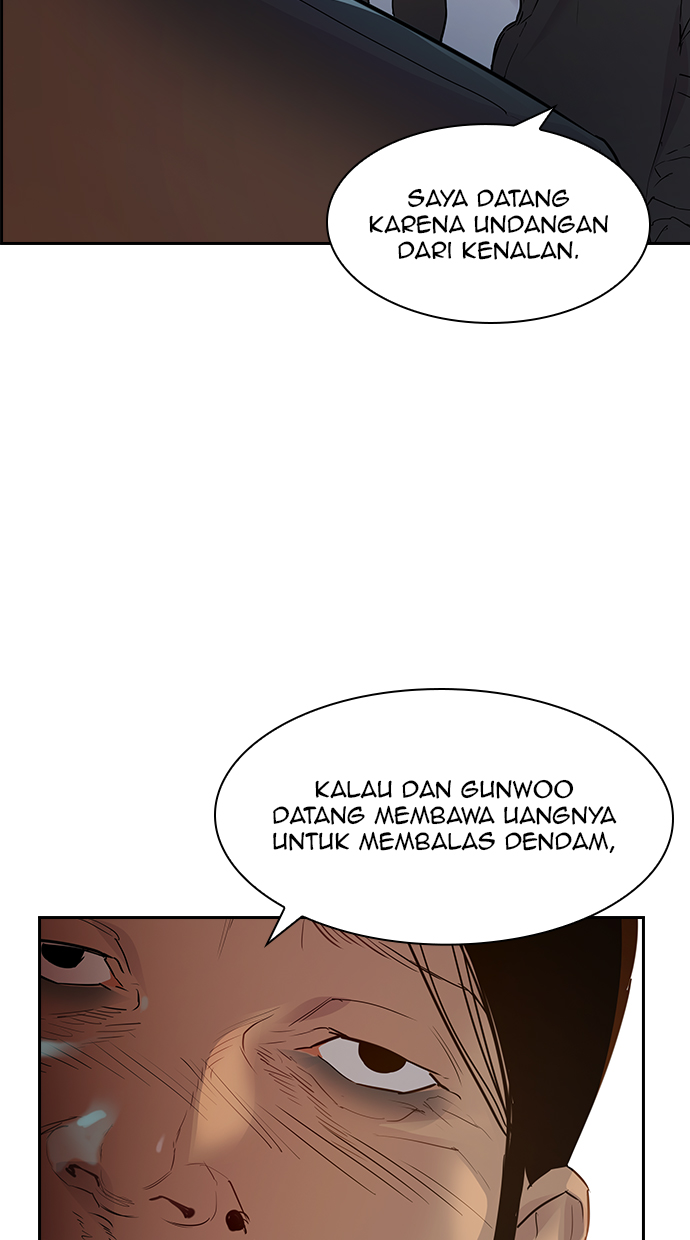 SAYA DATANG
KARENA UNDANGAN
DARI KENALAN.
KALAU DAN GUNWOO
DATANG MEMBAWA UANGNYA
UNTUK MEMBALAS DENDAM,